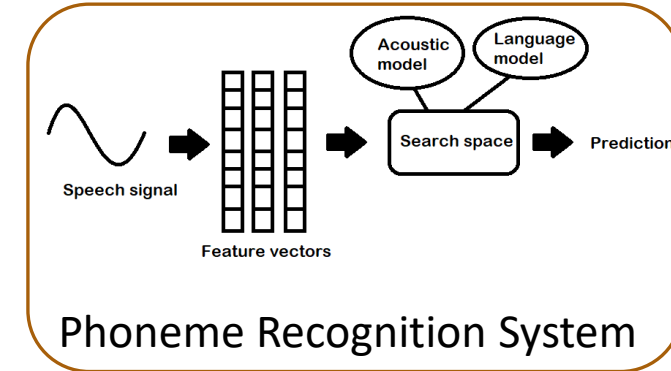 Acoustic
model
Language
model
Search space
Prediction
Speech signal
Feature vectors
Phoneme Recognition System